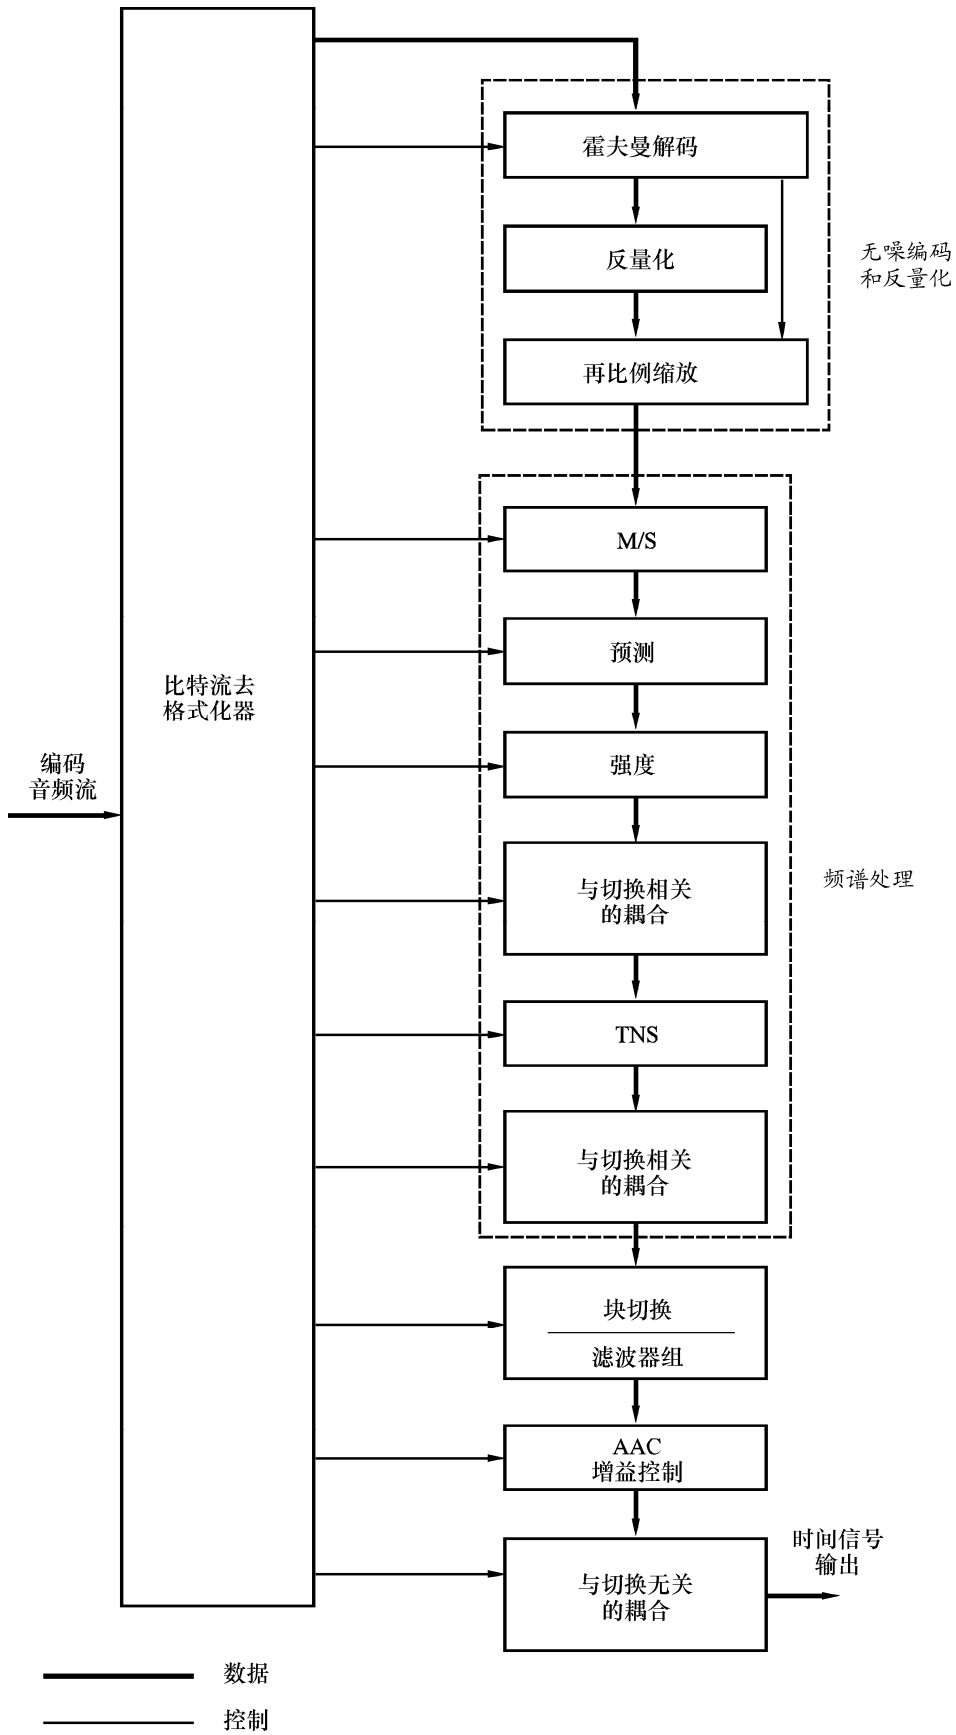 霍夫曼解码
反量化
无噪编码
和反量化
再比例缩放
M/S
预测
比特流去
格式化器
强度
编码
音频流
与切换相关
的耦合
频谱处理
TNS
与切换相关
的耦合
块切换
滤波器组
AAC
增益控制
时间信号
输出
与切换无关
的耦合
数据
控制